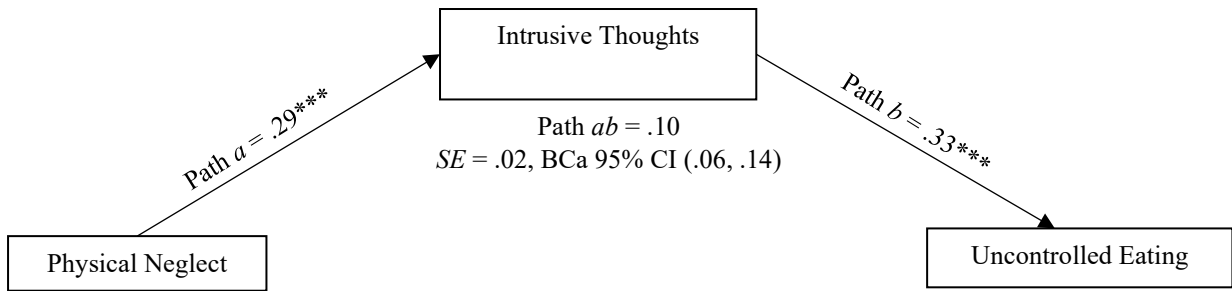 Intrusive Thoughts
Path a = .29***
Path b = .33***
Path ab = .10
SE = .02, BCa 95% CI (.06, .14)
Physical Neglect
Uncontrolled Eating